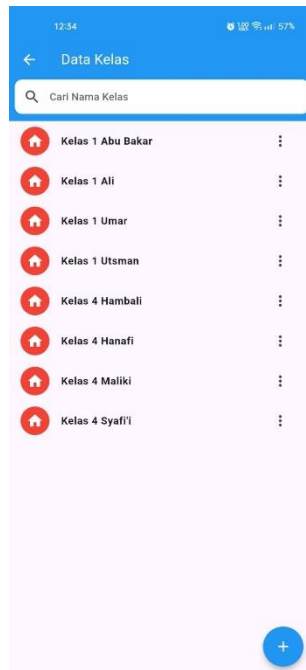 12:34
57%
Data Kelas
Cari Nama Kelas
Kelas 1 Abu Bakar
Kelas 1 Ali
Kelas 1 Umar
Kelas 1 Utsman
Kelas 4 Hambali
Kelas 4 Hanafi
Kelas 4 Maliki
Kelas 4 Syafi'i